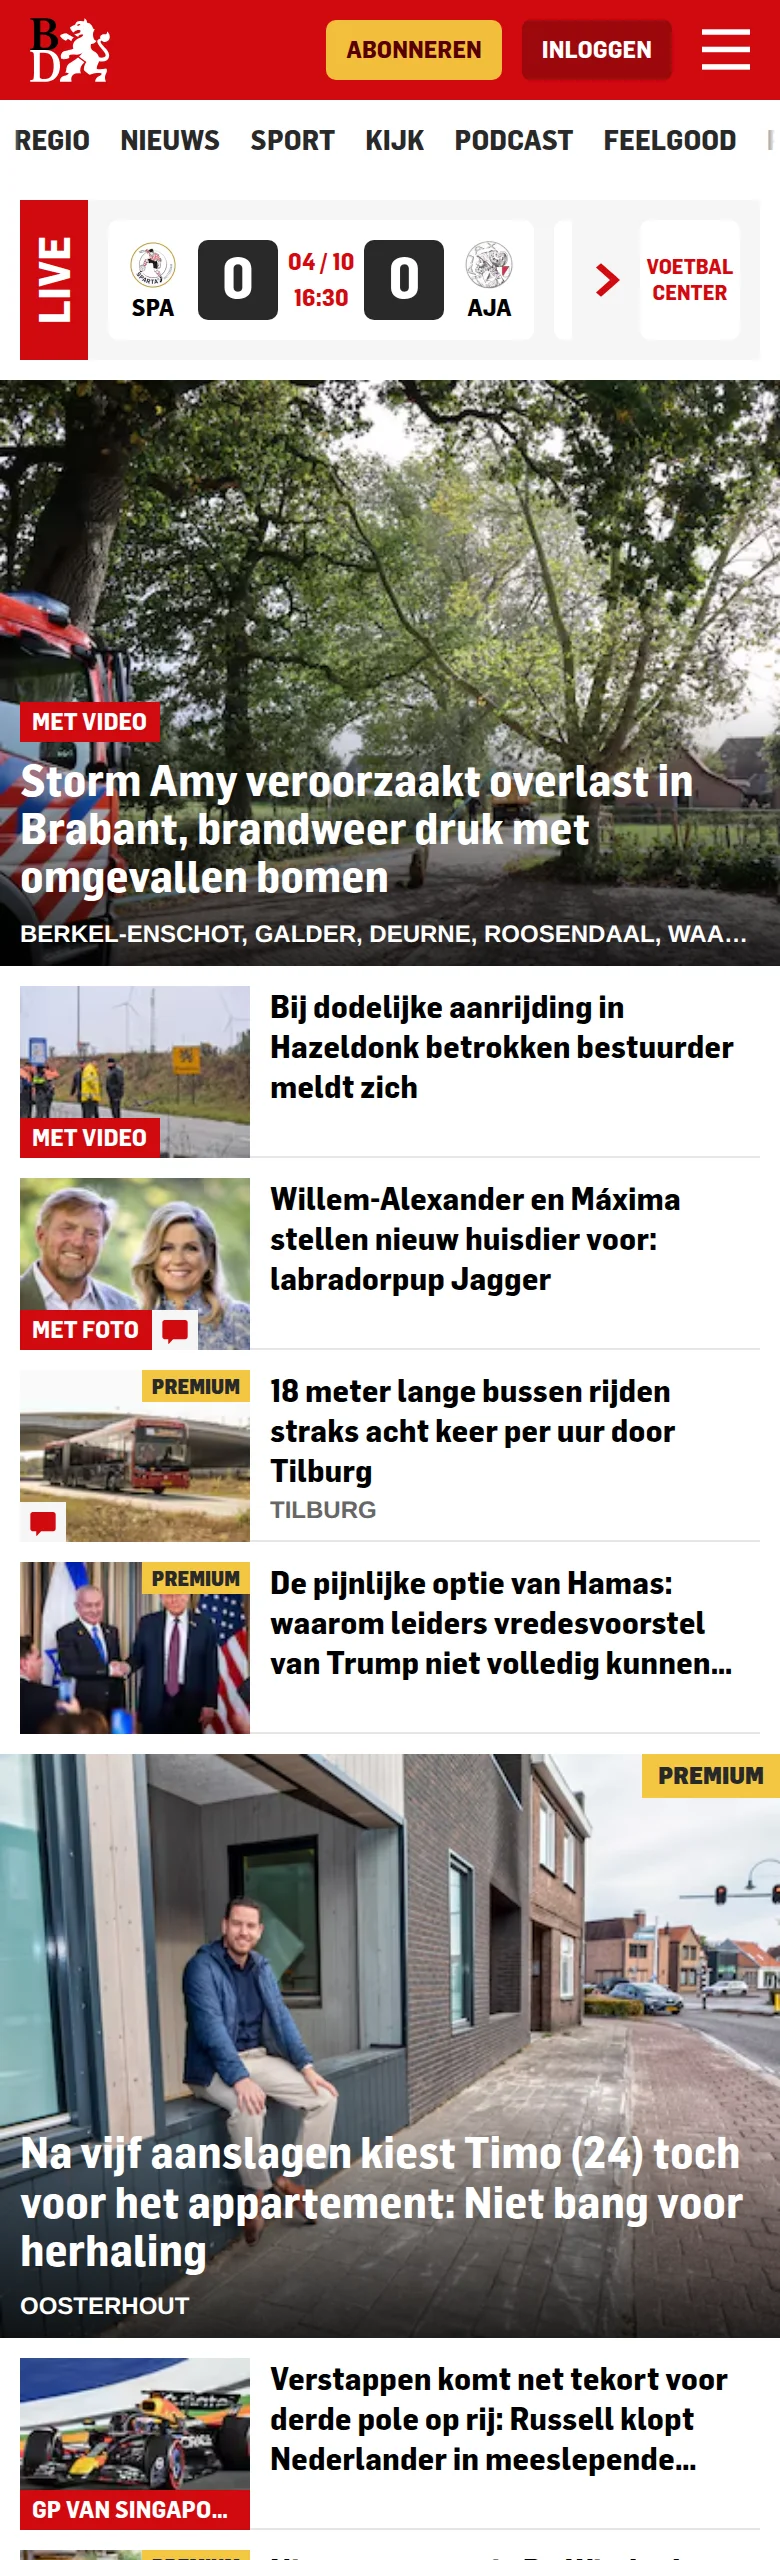 BD
ABONNEREN
INLOGGEN
REGIO NIEUWS SPORT KIJK PODCAST FEELGOOD
LIVE
SPARTA
SPA
0
04 / 10
16:30
0
AJA
VOETBAL
CENTER
MET VIDEO
Storm Amy veroorzaakt overlast in
Brabant, brandweer druk met
omgevallen bomen
BERKEL-ENSCHOT, GALDER, DEURNE, ROOSENDAAL, WAA...
MET VIDEO
Bij dodelijke aanrijding in
Hazeldonk betrokken bestuurder
meldt zich
MET FOTO
Willem-Alexander en Máxima
stellen nieuw huisdier voor:
labradorpup Jagger
PREMIUM
18 meter lange bussen rijden
straks acht keer per uur door
Tilburg
TILBURG
PREMIUM
De pijnlijke optie van Hamas:
waarom leiders vredesvoorstel
van Trump niet volledig kunnen...
PREMIUM
Na vijf aanslagen kiest Timo (24) toch
voor het appartement: Niet bang voor
herhaling
OOSTERHOUT
GP VAN SINGAPO...
Verstappen komt net tekort voor
derde pole op rij: Russell klopt
Nederlander in meeslepende...